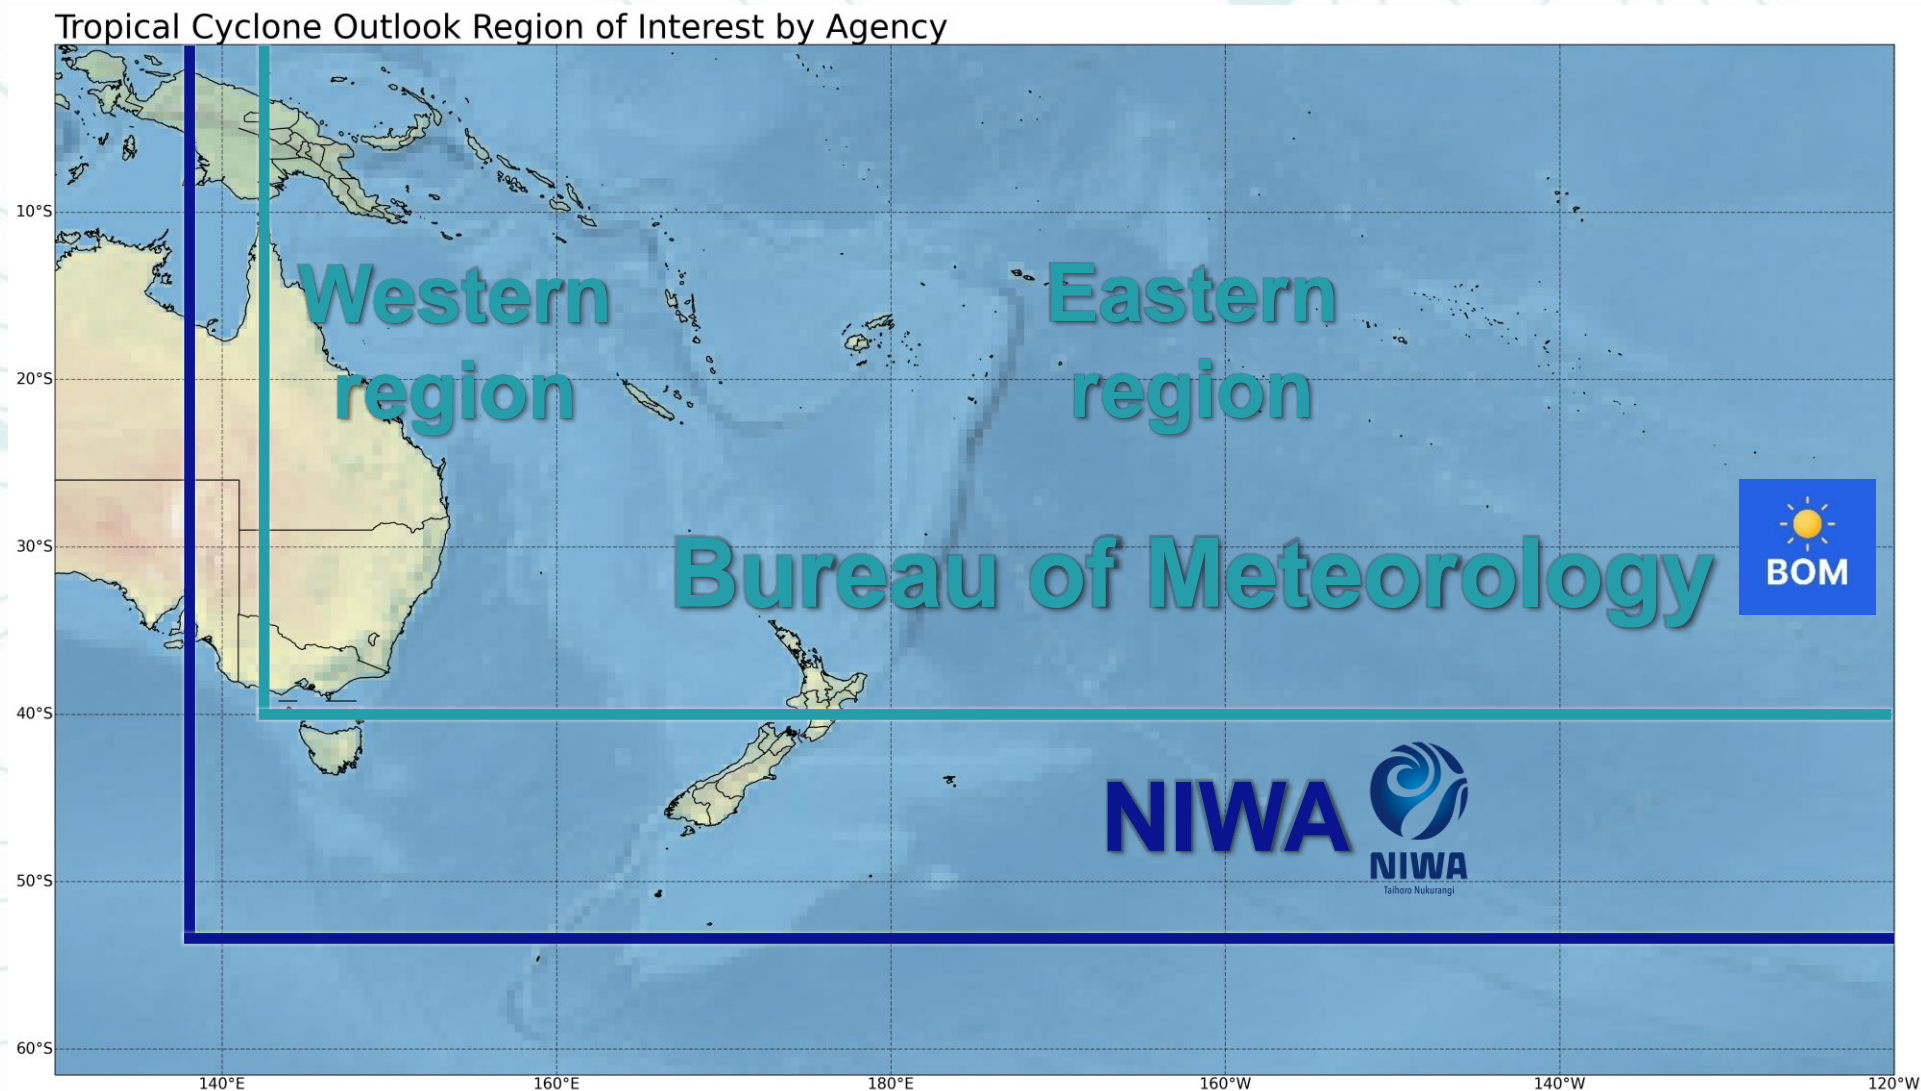 Tropical Cyclone Outlook Region of Interest by Agency
10°S
Western
region
Eastern
region
20°S
30°S
Bureau of Meteorology
BOM
40°S
NIWA
NIWA
Taihoro Nukurangi
50°S
60°S
140°E
160°E
180°E
160°W
140°W
120°W